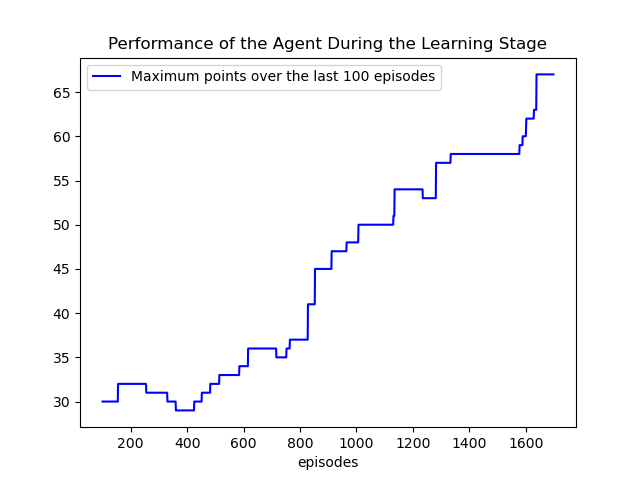 Performance of the Agent During the Learning Stage
Maximum points over the last 100 episodes
65
60
55
50
45
40
35
30
200 400 600 800 1000 1200 1400 1600
episodes